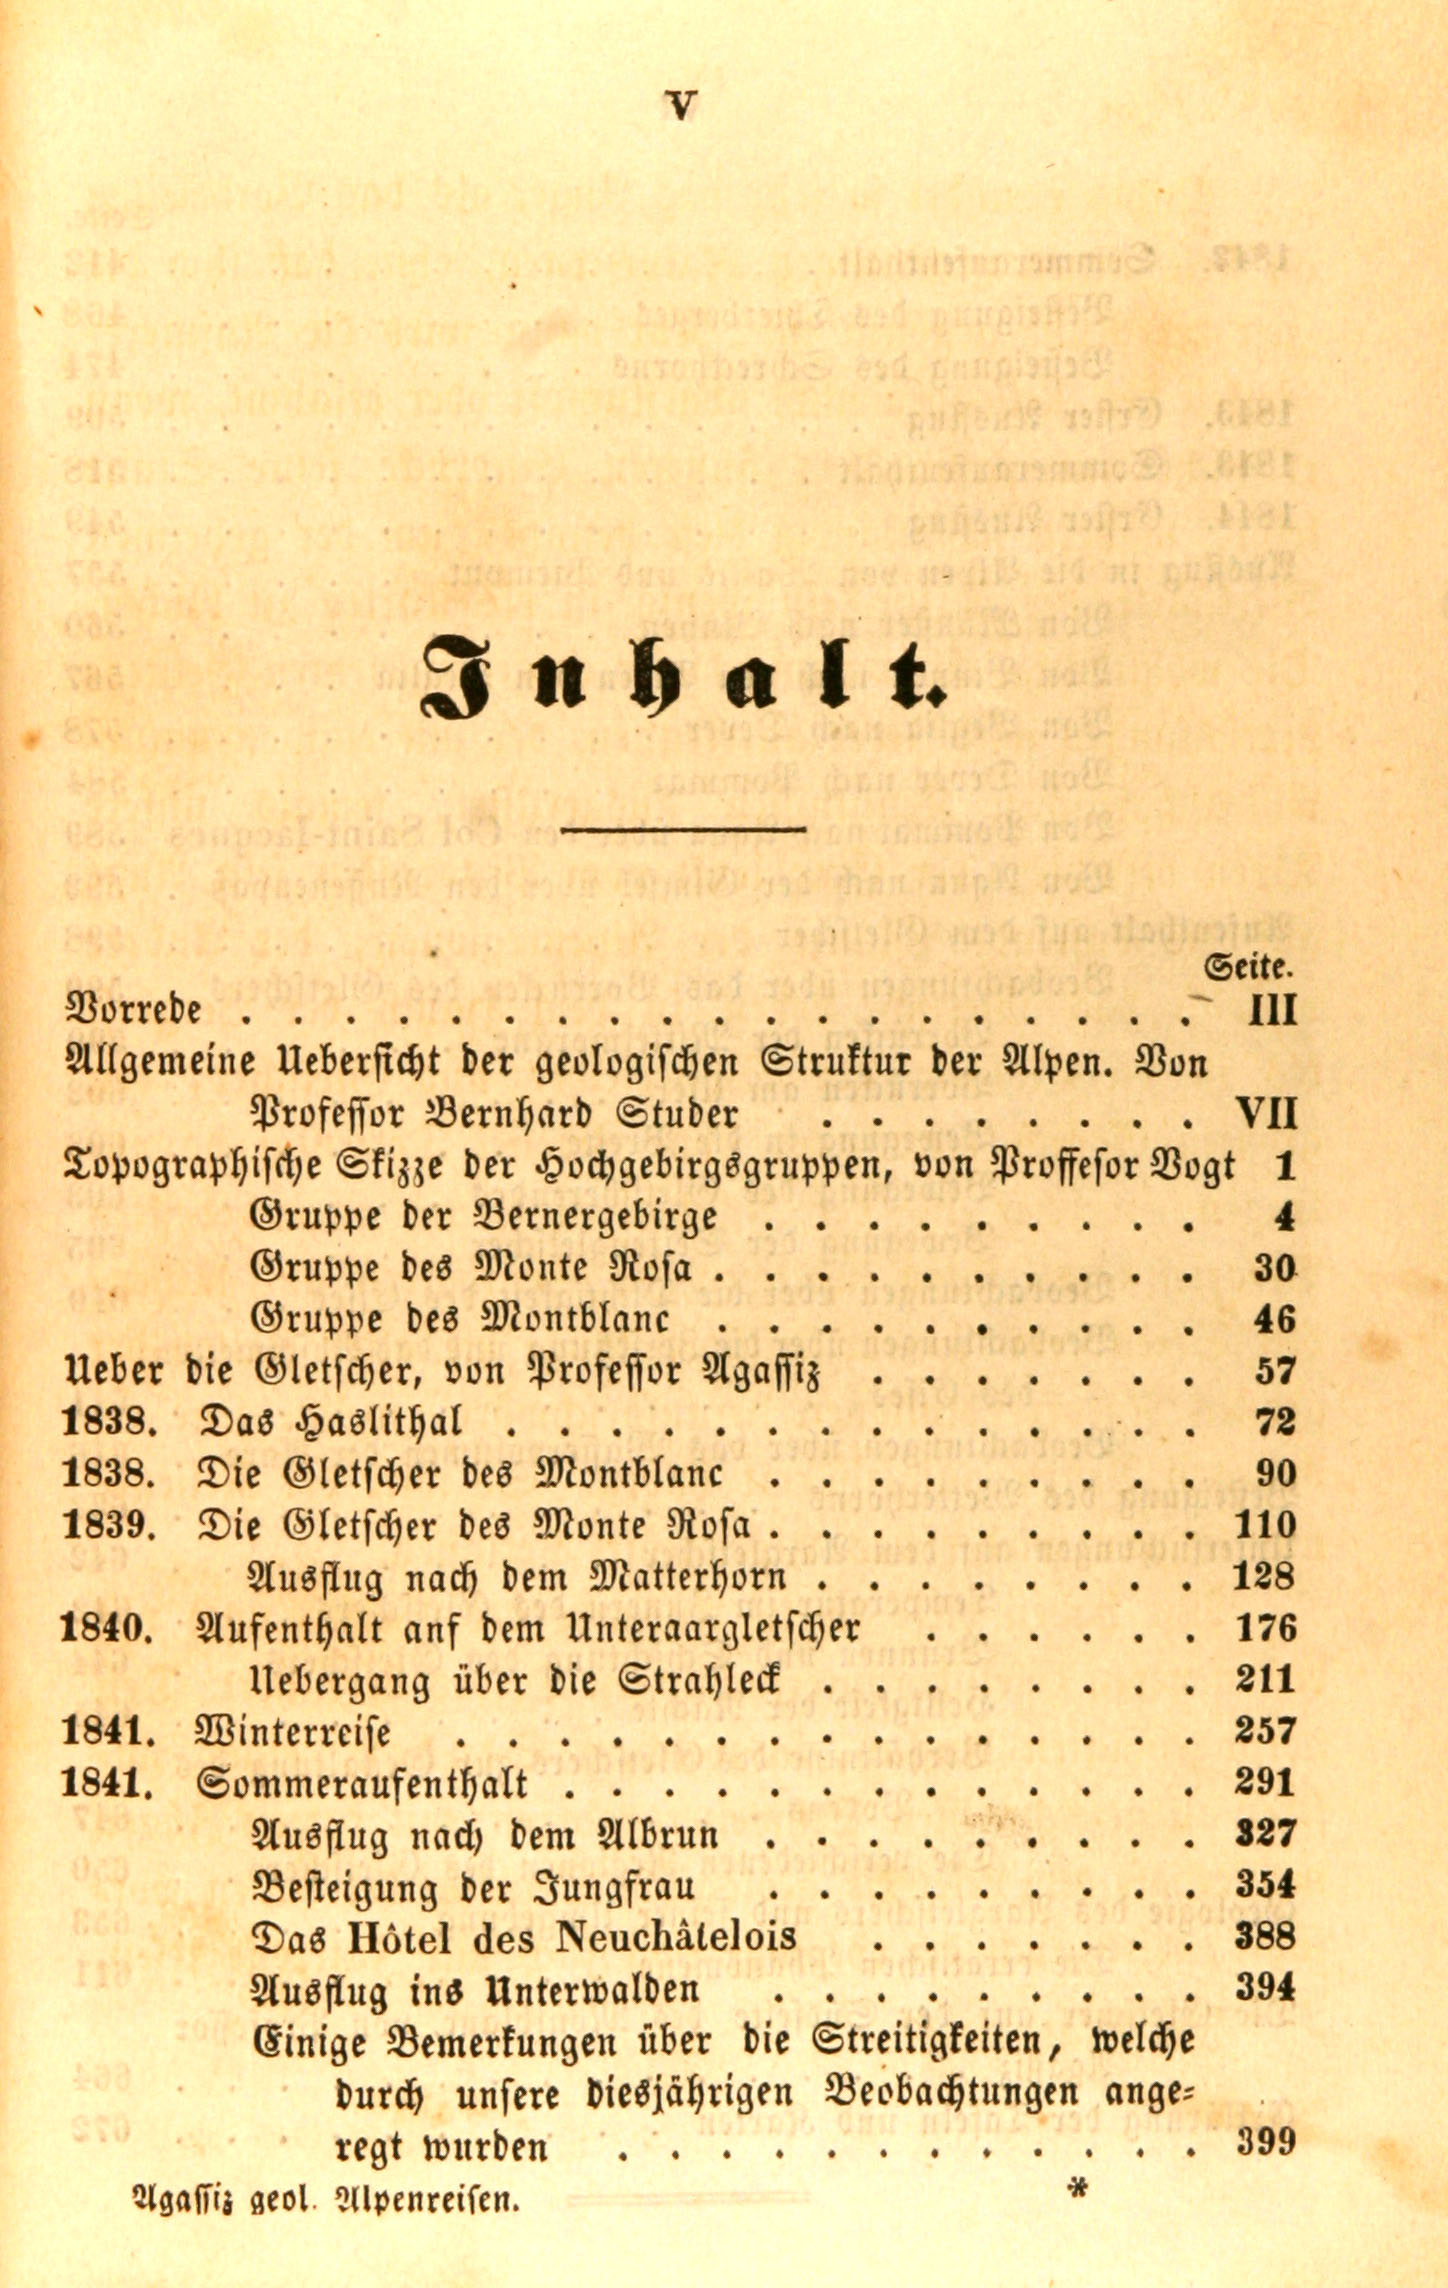 V
Inhalt.
Seite.
Vorrede . . . . . . . . . . . . . . . . . . . III
Allgemeine Uebersicht der geologischen Struktur der Alpen. Von
Professor Bernhard Studer . . . . . . . . VII
Topographische Skizze der Hochgebirgsgruppen, von Proffesor Vogt 1
Gruppe der Bernergebirge . . . . . . . . . 4
Gruppe des Monte Rosa . . . . . . . . . . 30
Gruppe des Montblanc . . . . . . . . . . 46
Ueber die Gletscher, von Professor Agassiz . . . . . . . 57
1838. Das Haslithal . . . . . . . . . . . . . . 72
1838. Die Gletscher des Montblanc . . . . . . . . . 90
1839. Die Gletscher des Monte Rosa . . . . . . . . . 110
Ausflug nach dem Matterhorn . . . . . . . . 128
1840. Aufenthalt anf dem Unteraargletscher . . . . . . 176
Uebergang über die Strahleck . . . . . . . . 211
1841. Winterreise . . . . . . . . . . . . . . . 257
1841. Sommeraufenthalt . . . . . . . . . . . . . 291
Ausflug nach dem Albrun . . . . . . . . . 327
Besteigung der Jungfrau . . . . . . . . . 354
Das Hôtel des Neuchâtelois . . . . . . . 388
Ausflug ins Unterwalden . . . . . . . . . 394
Einige Bemerkungen über die Streitigkeiten, welche
durch unsere diesjährigen Beobachtungen ange-
regt wurden . . . . . . . . . . . . 399
Agassiz geol. Alpenreisen. *